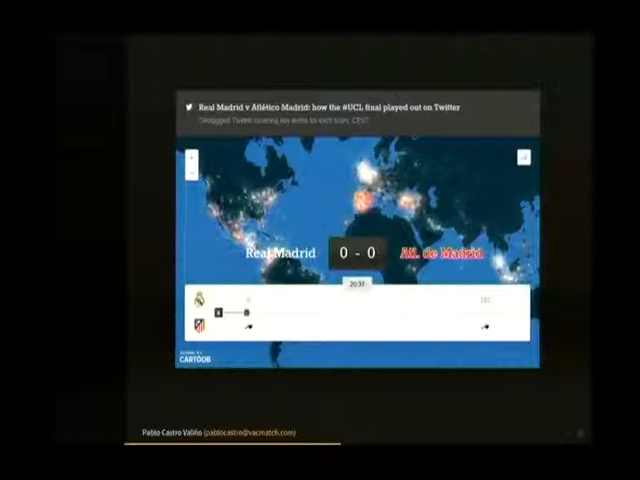 Real Madrid v Atlético Madrid: how the #UCL final played out on Twitter
Real Madrid
0 - 0
Atl. de Madrid
20:33
CARTODB
Pablo Castro Valiño (pablocastro@vacmatch.com)